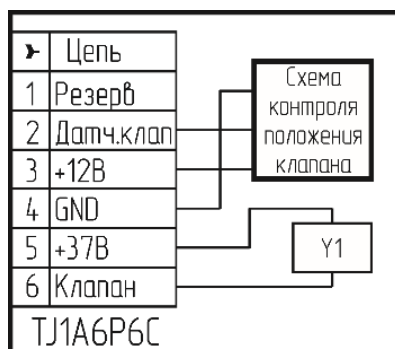 Цепь
1 Резерв
2 Датч.клап
3 +12В
4 GND
5 +37В
6 Клапан
TJ1A6P6C
Схема
контроля
положения
клапана
Y1